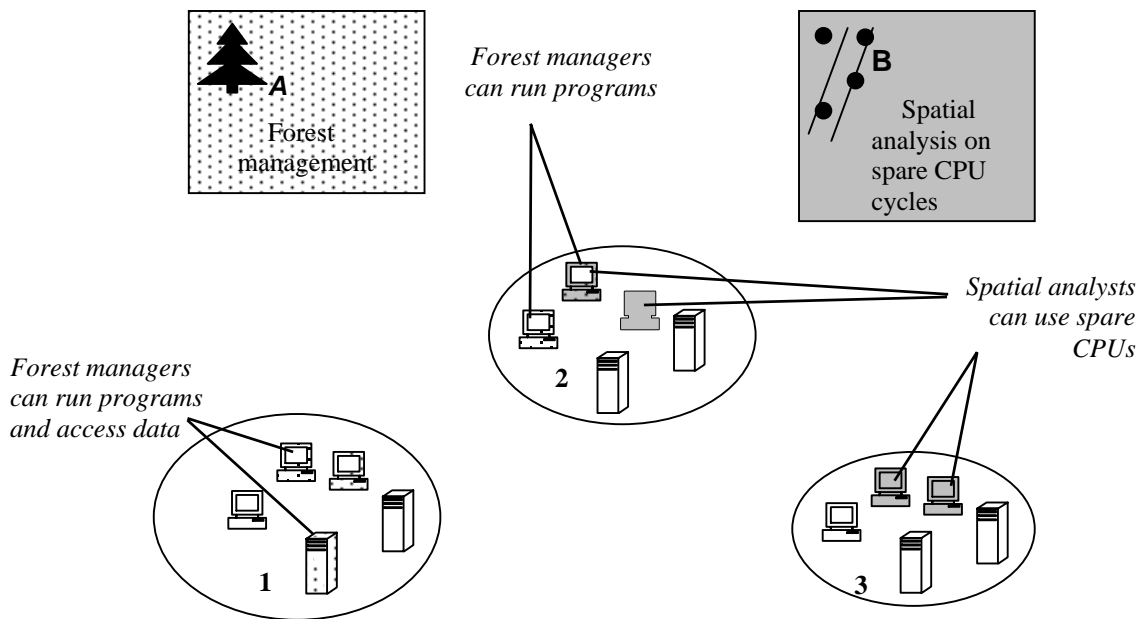 A
Forest
management
Forest managers
can run programs
B
Spatial
analysis on
spare CPU
cycles
Spatial analysts
can use spare
CPUs
2
Forest managers
can run programs
and access data
1
3